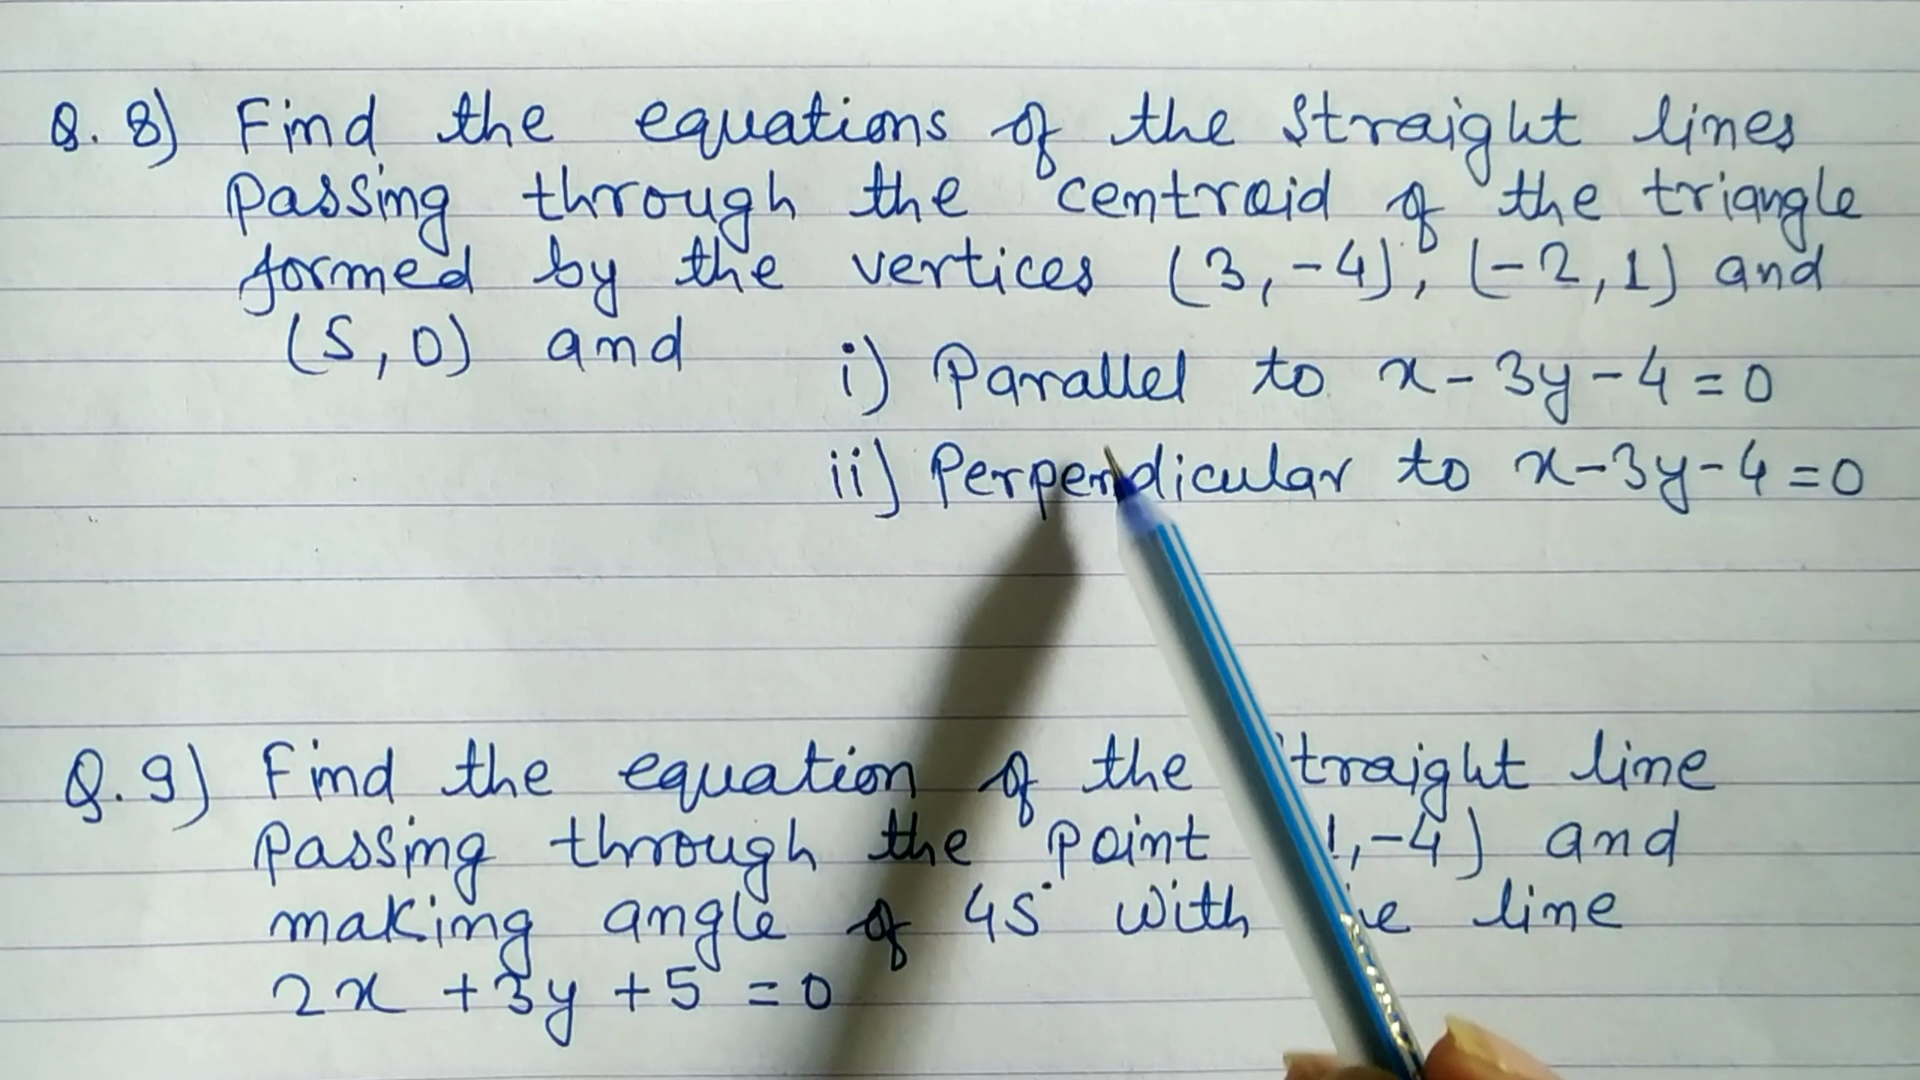 Q. 8) Find the equations of the straight lines
passing through the centroid of the triangle
formed by the vertices (3, -4), (-2, 1) and
(5, 0) and
i) Parallel to x - 3y - 4 = 0
ii) Perpendicular to x - 3y - 4 = 0
Q. 9) Find the equation of the traight line
passing through the point , -4) and
making angle of 45° with line
2x + 3y + 5 = 0